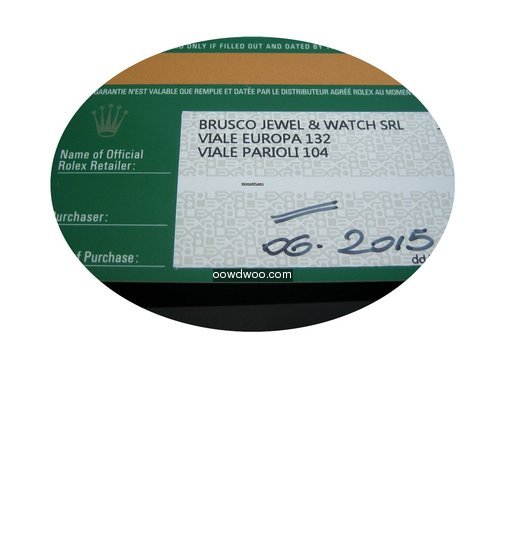 ONLY IF FILLED OUT AND DATED BY
GARANTIE N'EST VALABLE QUE REMPLIE ET DATÉE PAR LE DISTRIBUTEUR AGRÉÉ ROLEX AU MOMEN
BRUSCO JEWEL & WATCH SRL
VIALE EUROPA 132
VIALE PARIOLI 104
Name of Official
Rolex Retailer:
urchaser:
06. 2015
f Purchase:
dd
oowdwoo.com